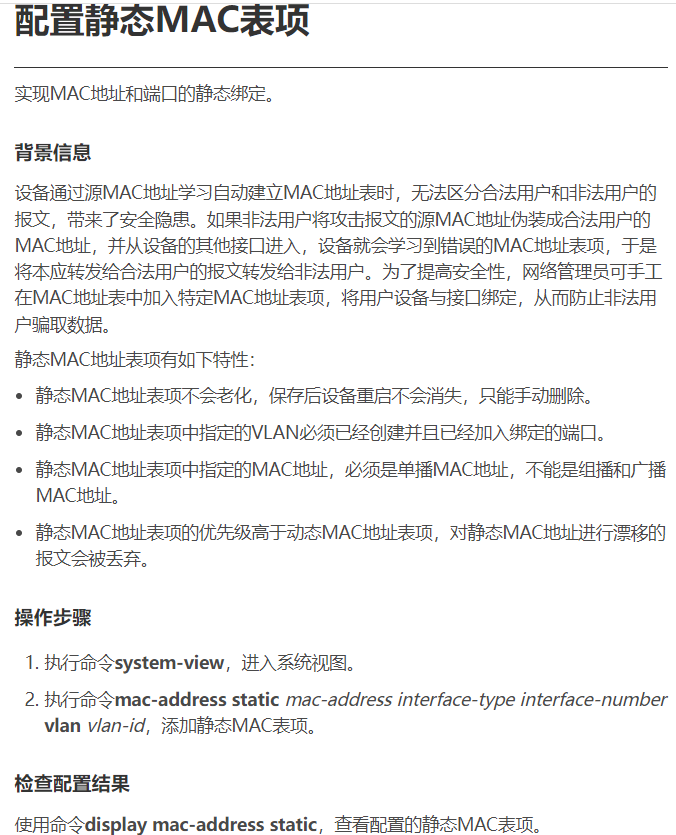 配置静态MAC表项
实现MAC地址和端口的静态绑定。
背景信息
设备通过源MAC地址学习自动建立MAC地址表时，无法区分合法用户和非法用户的
报文，带来了安全隐患。如果非法用户将攻击报文的源MAC地址伪装成合法用户的
MAC地址，并从设备的其他接口进入，设备就会学习到错误的MAC地址表项，于是
将本应转发给合法用户的报文转发给非法用户。为了提高安全性，网络管理员可手工
在MAC地址表中加入特定MAC地址表项，将用户设备与接口绑定，从而防止非法用
户骗取数据。
静态MAC地址表项有如下特性：
• 静态MAC地址表项不会老化，保存后设备重启不会消失，只能手动删除。
• 静态MAC地址表项中指定的VLAN必须已经创建并且已经加入绑定的端口。
• 静态MAC地址表项中指定的MAC地址，必须是单播MAC地址，不能是组播和广播
MAC地址。
• 静态MAC地址表项的优先级高于动态MAC地址表项，对静态MAC地址进行漂移的
报文会被丢弃。
操作步骤
1. 执行命令system-view，进入系统视图。
2. 执行命令mac-address static mac-address interface-type interface-number
vlan vlan-id，添加静态MAC表项。
检查配置结果
使用命令display mac-address static，查看配置的静态MAC表项。